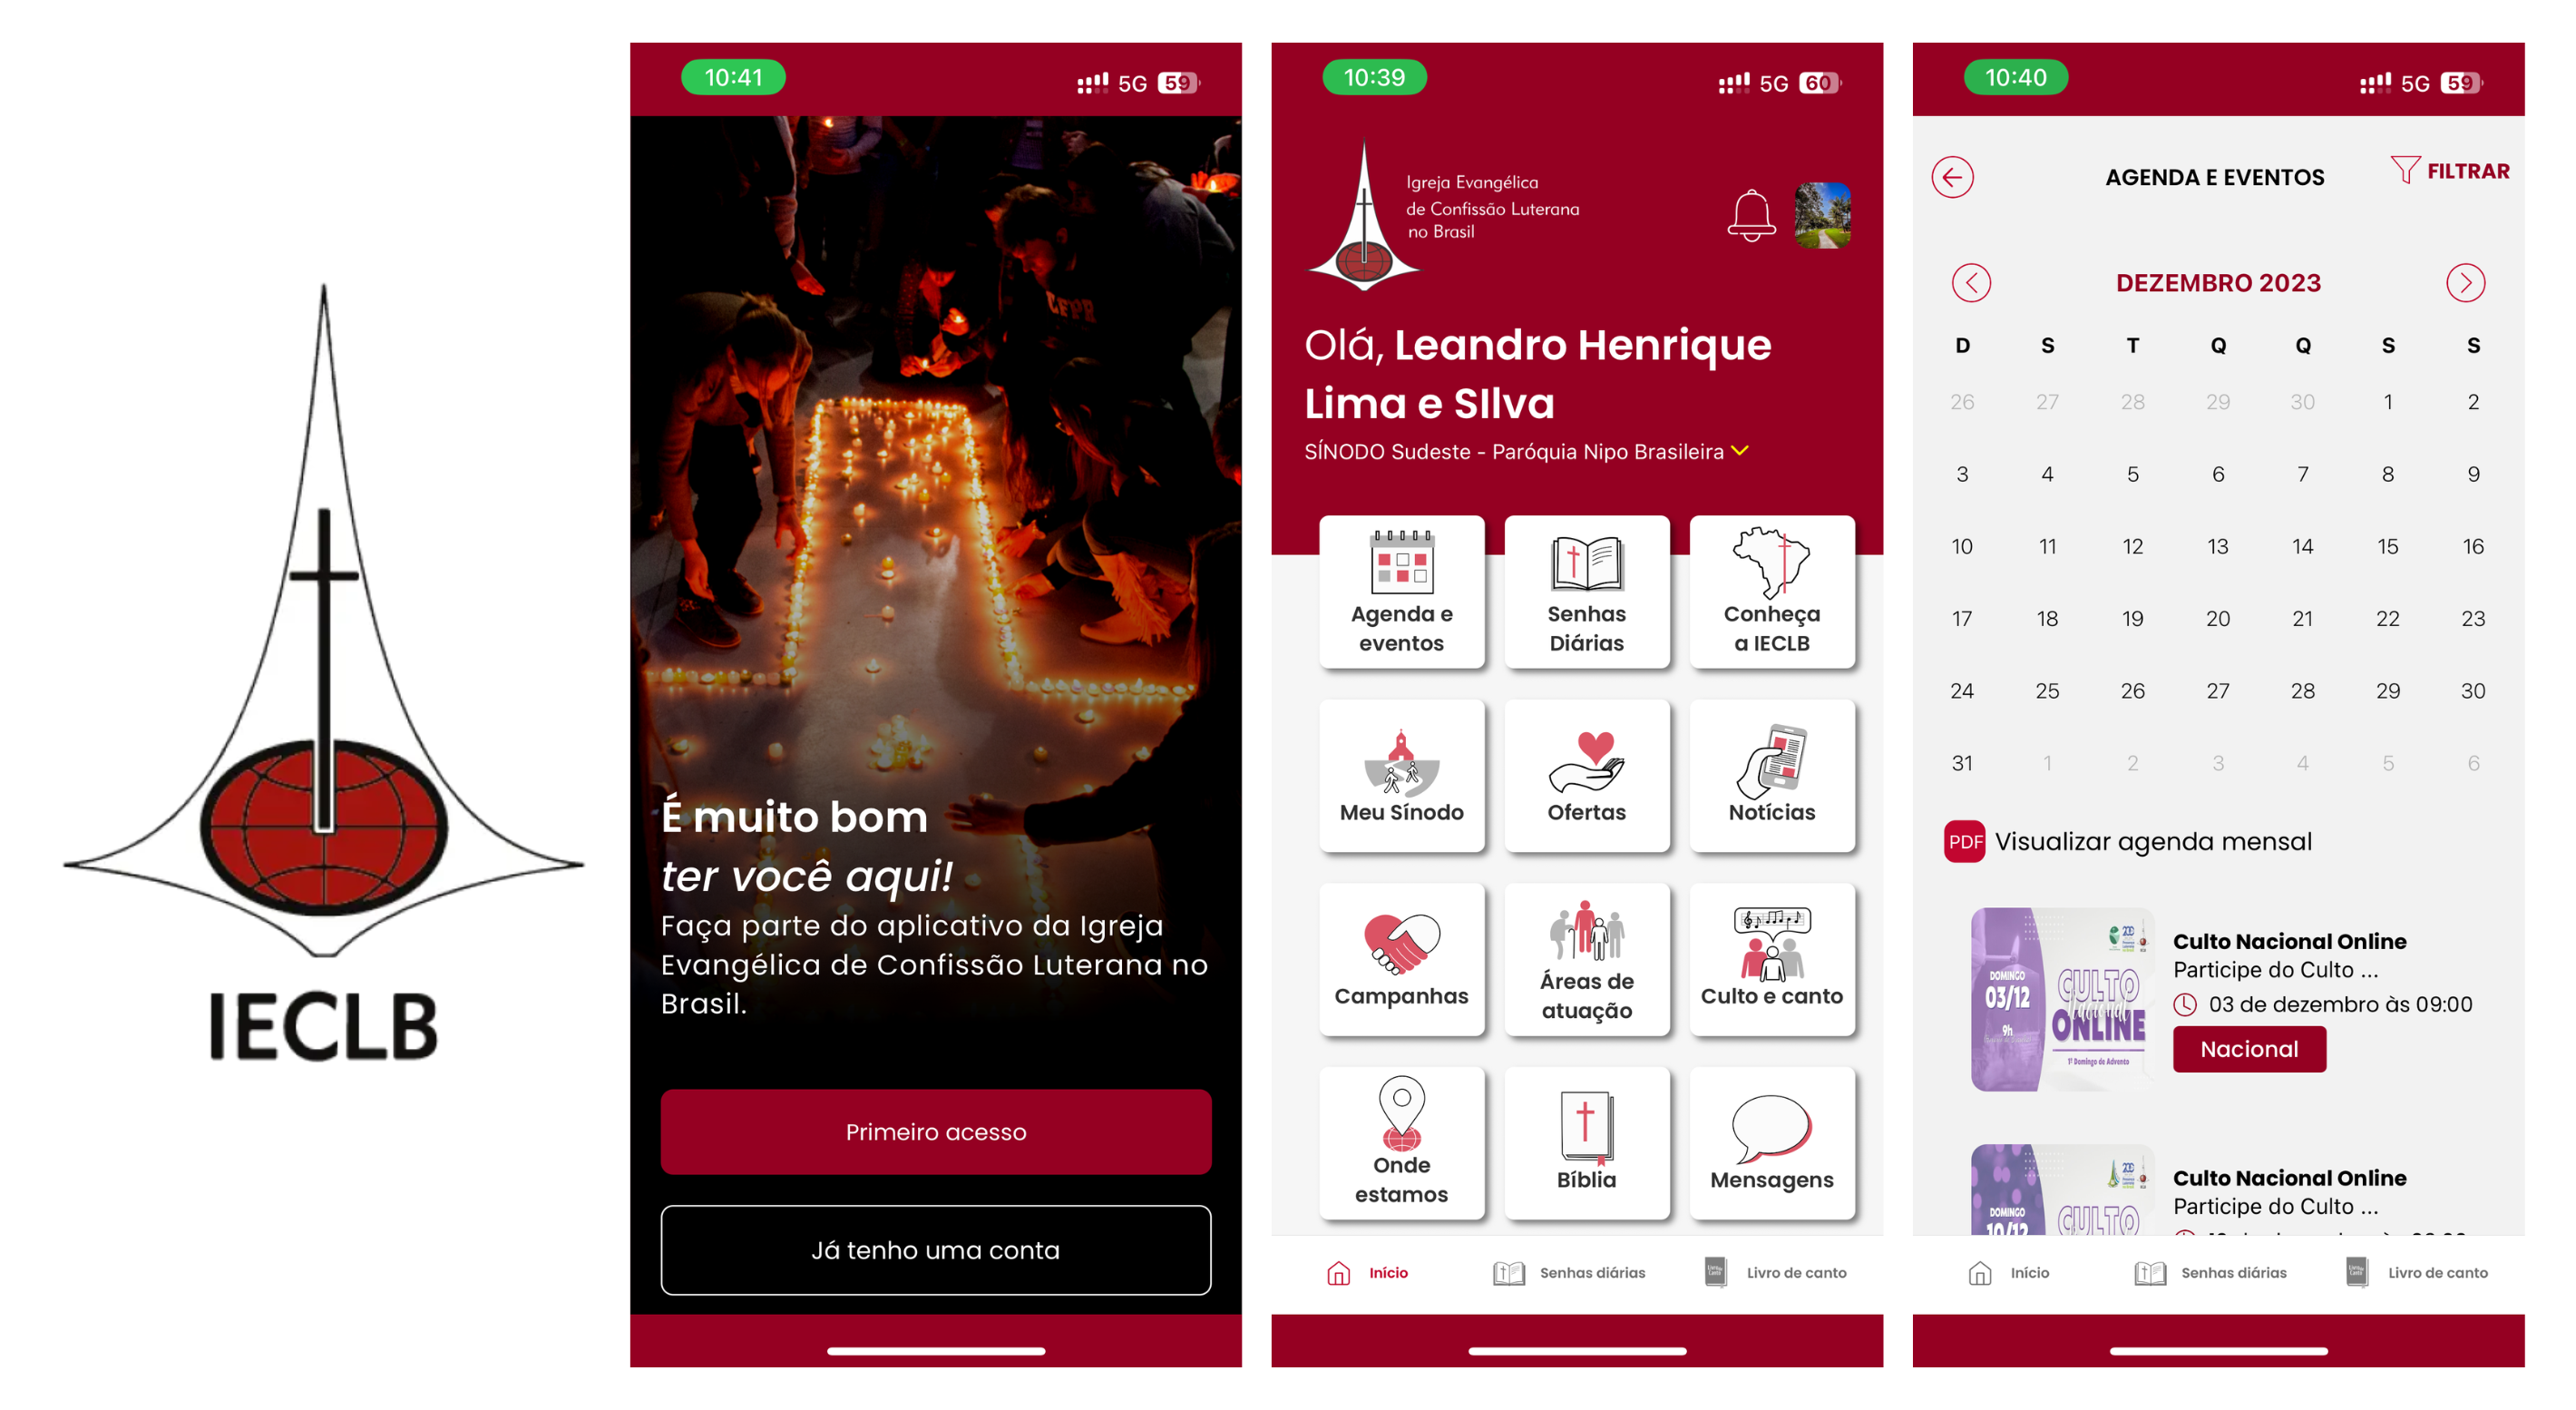 IECLB
10:41
5G 59
CFPR
É muito bom
ter você aqui!
Faça parte do aplicativo da Igreja
Evangélica de Confissão Luterana no
Brasil.
Primeiro acesso
Já tenho uma conta
10:39
5G 60
Igreja Evangélica
de Confissão Luterana
no Brasil
Olá, Leandro Henrique
Lima e SIlva
SÍNODO Sudeste - Paróquia Nipo Brasileira
Agenda e
eventos
Senhas
Diárias
Conheça
a IECLB
Meu Sínodo
Ofertas
Notícias
Campanhas
Áreas de
atuação
Culto e canto
Onde
estamos
Bíblia
Mensagens
Início
Senhas diárias
Livro de canto
10:40
5G 59
AGENDA E EVENTOS
FILTRAR
DEZEMBRO 2023
D S T Q Q S S
26 27 28 29 30 1 2
3 4 5 6 7 8 9
10 11 12 13 14 15 16
17 18 19 20 21 22 23
24 25 26 27 28 29 30
31 1 2 3 4 5 6
PDF Visualizar agenda mensal
DOMINGO
03/12
9h
CULTO
Nacional
ONLINE
1º Domingo de Advento
Culto Nacional Online
Participe do Culto ...
03 de dezembro às 09:00
Nacional
DOMINGO
10/12
CULTO
Culto Nacional Online
Participe do Culto ...
Início
Senhas diárias
Livro de canto